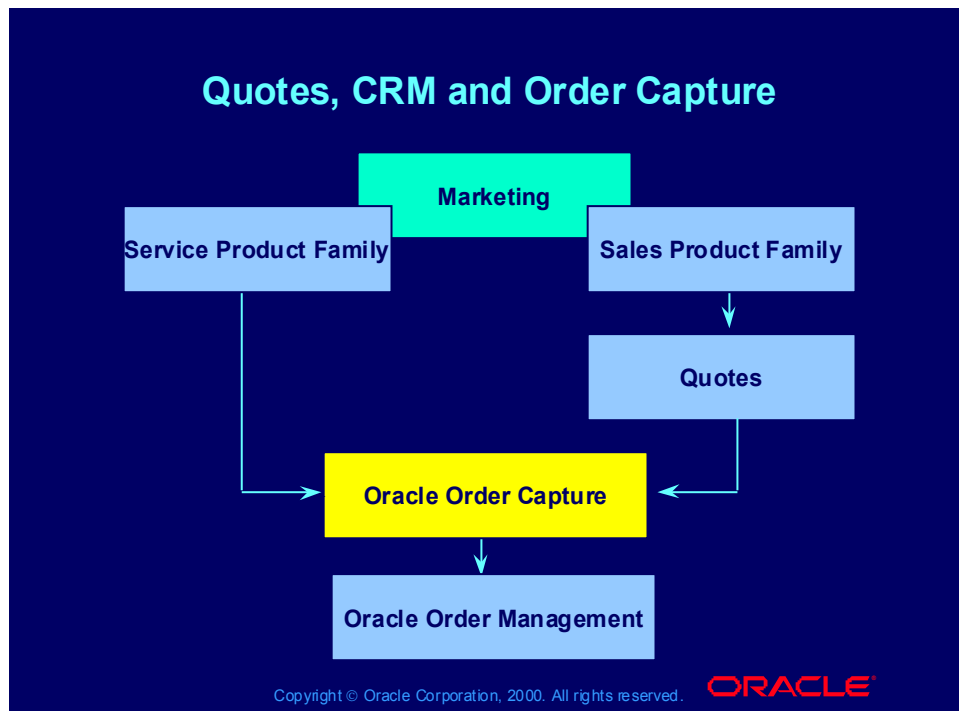 Quotes, CRM and Order Capture
Marketing
Service Product Family
Sales Product Family
Quotes
Oracle Order Capture
Oracle Order Management
Copyright © Oracle Corporation, 2000. All rights reserved.
ORACLE®